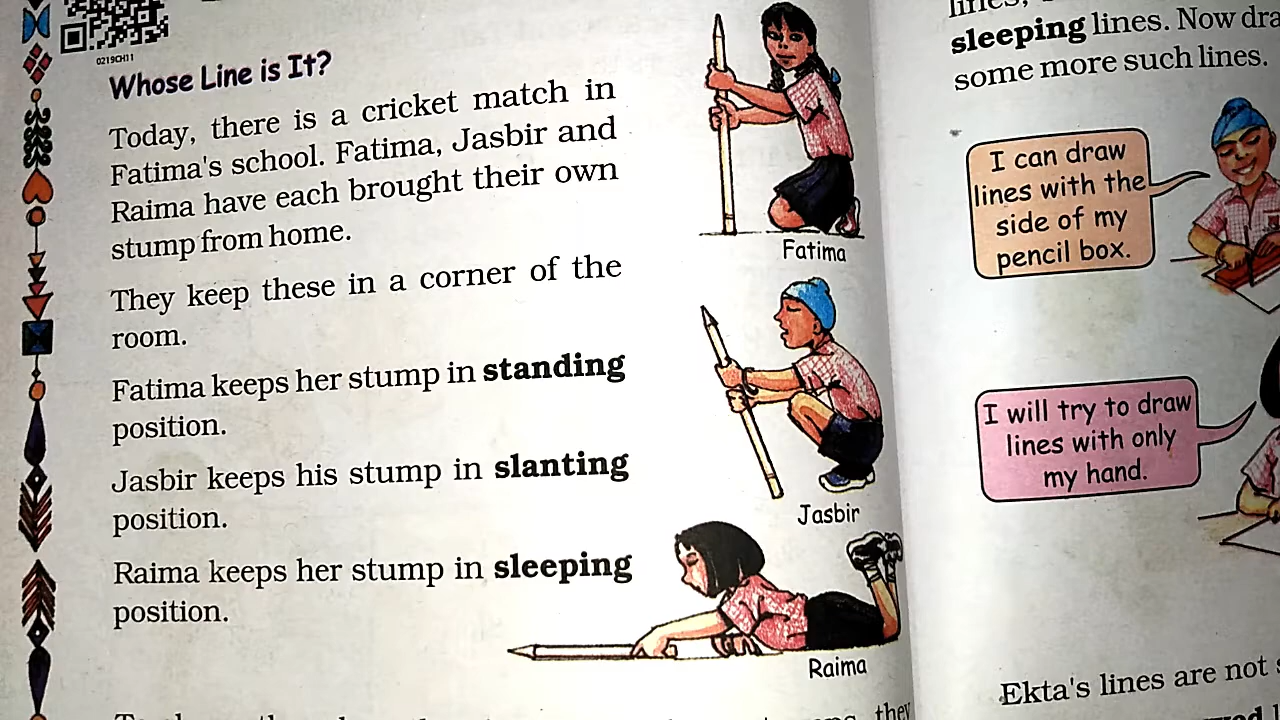 0219CH11
Whose Line is It?
Today, there is a cricket match in
Fatima's school. Fatima, Jasbir and
Raima have each brought their own
stump from home.
They keep these in a corner of the
room.
Fatima keeps her stump in standing
position.
Jasbir keeps his stump in slanting
position.
Raima keeps her stump in sleeping
position.
they
Fatima
Jasbir
Raima
lines,
sleeping lines. Now
some more such lines.
I can draw
lines with the
side of my
pencil box.
I will try to draw
lines with only
my hand.
Ekta's lines are not